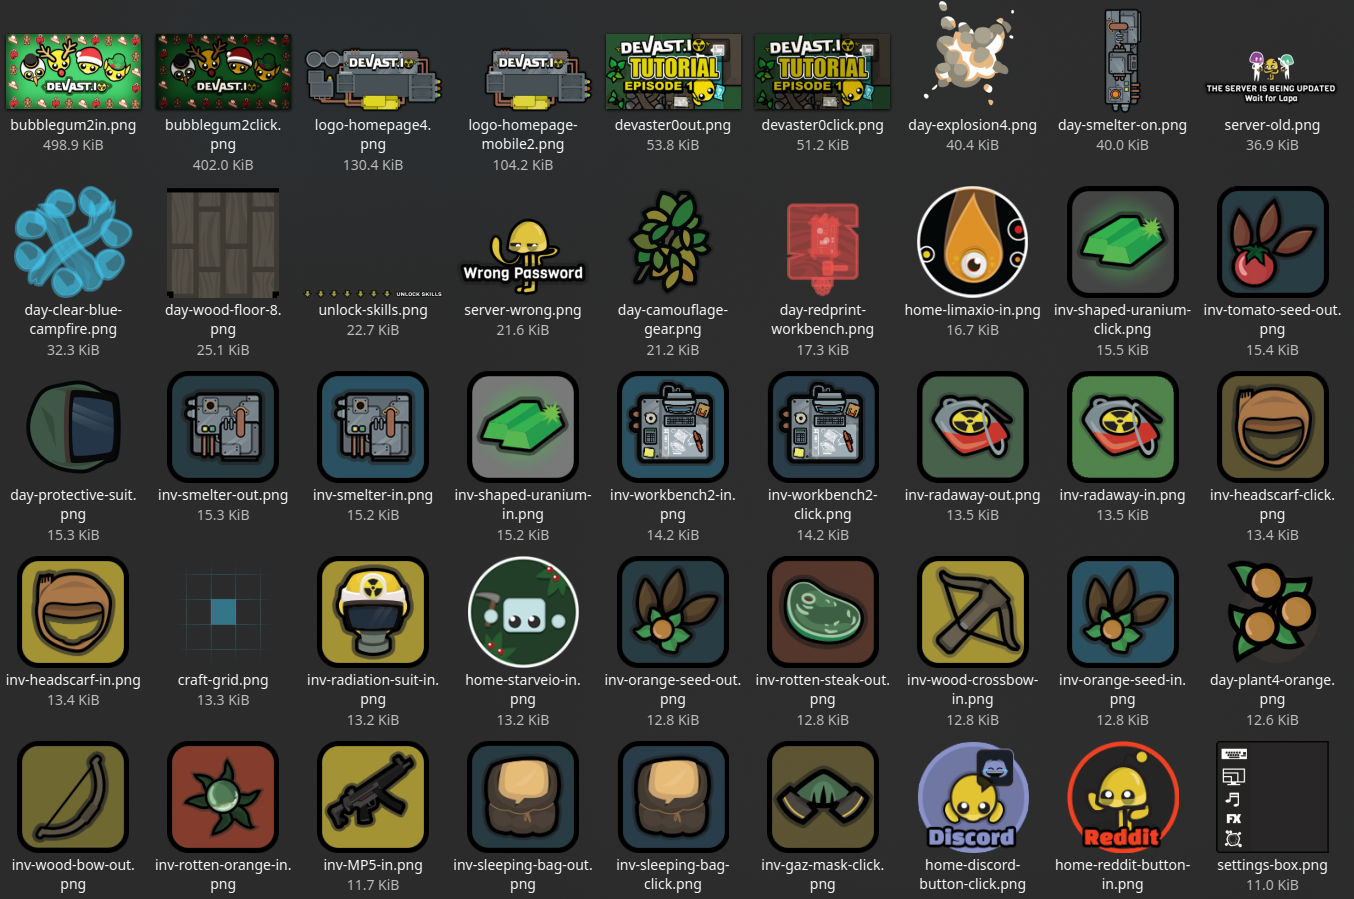 DEVAST.IO
DEVAST.IO
DEVAST.IO
DEVAST.IO
DEVAST.IO
TUTORIAL
EPISODE 1
DEVAST.IO
TUTORIAL
EPISODE 1
THE SERVER IS BEING UPDATED
Wait for Lapa
bubblegum2in.png
498.9 KiB
bubblegum2click.
png
402.0 KiB
logo-homepage4.
png
130.4 KiB
logo-homepage-
mobile2.png
104.2 KiB
devaster0out.png
53.8 KiB
devaster0click.png
51.2 KiB
day-explosion4.png
40.4 KiB
day-smelter-on.png
40.0 KiB
server-old.png
36.9 KiB
UNLOCK SKILLS
Wrong Password
day-clear-blue-
campfire.png
32.3 KiB
day-wood-floor-8.
png
25.1 KiB
unlock-skills.png
22.7 KiB
server-wrong.png
21.6 KiB
day-camouflage-
gear.png
21.2 KiB
day-redprint-
workbench.png
17.3 KiB
home-limaxio-in.png
16.7 KiB
inv-shaped-uranium-
click.png
15.5 KiB
inv-tomato-seed-out.
png
15.4 KiB
day-protective-suit.
png
15.3 KiB
inv-smelter-out.png
15.3 KiB
inv-smelter-in.png
15.2 KiB
inv-shaped-uranium-
in.png
15.2 KiB
inv-workbench2-in.
png
14.2 KiB
inv-workbench2-
click.png
14.2 KiB
inv-radaway-out.png
13.5 KiB
inv-radaway-in.png
13.5 KiB
inv-headscarf-click.
png
13.4 KiB
inv-headscarf-in.png
13.4 KiB
craft-grid.png
13.3 KiB
inv-radiation-suit-in.
png
13.2 KiB
home-starveio-in.
png
13.2 KiB
inv-orange-seed-out.
png
12.8 KiB
inv-rotten-steak-out.
png
12.8 KiB
inv-wood-crossbow-
in.png
12.8 KiB
inv-orange-seed-in.
png
12.8 KiB
day-plant4-orange.
png
12.6 KiB
Discord
Reddit
FX
inv-wood-bow-out.
png
inv-rotten-orange-in.
png
inv-MP5-in.png
11.7 KiB
inv-sleeping-bag-out.
png
inv-sleeping-bag-
click.png
inv-gaz-mask-click.
png
home-discord-
button-click.png
home-reddit-button-
in.png
settings-box.png
11.0 KiB